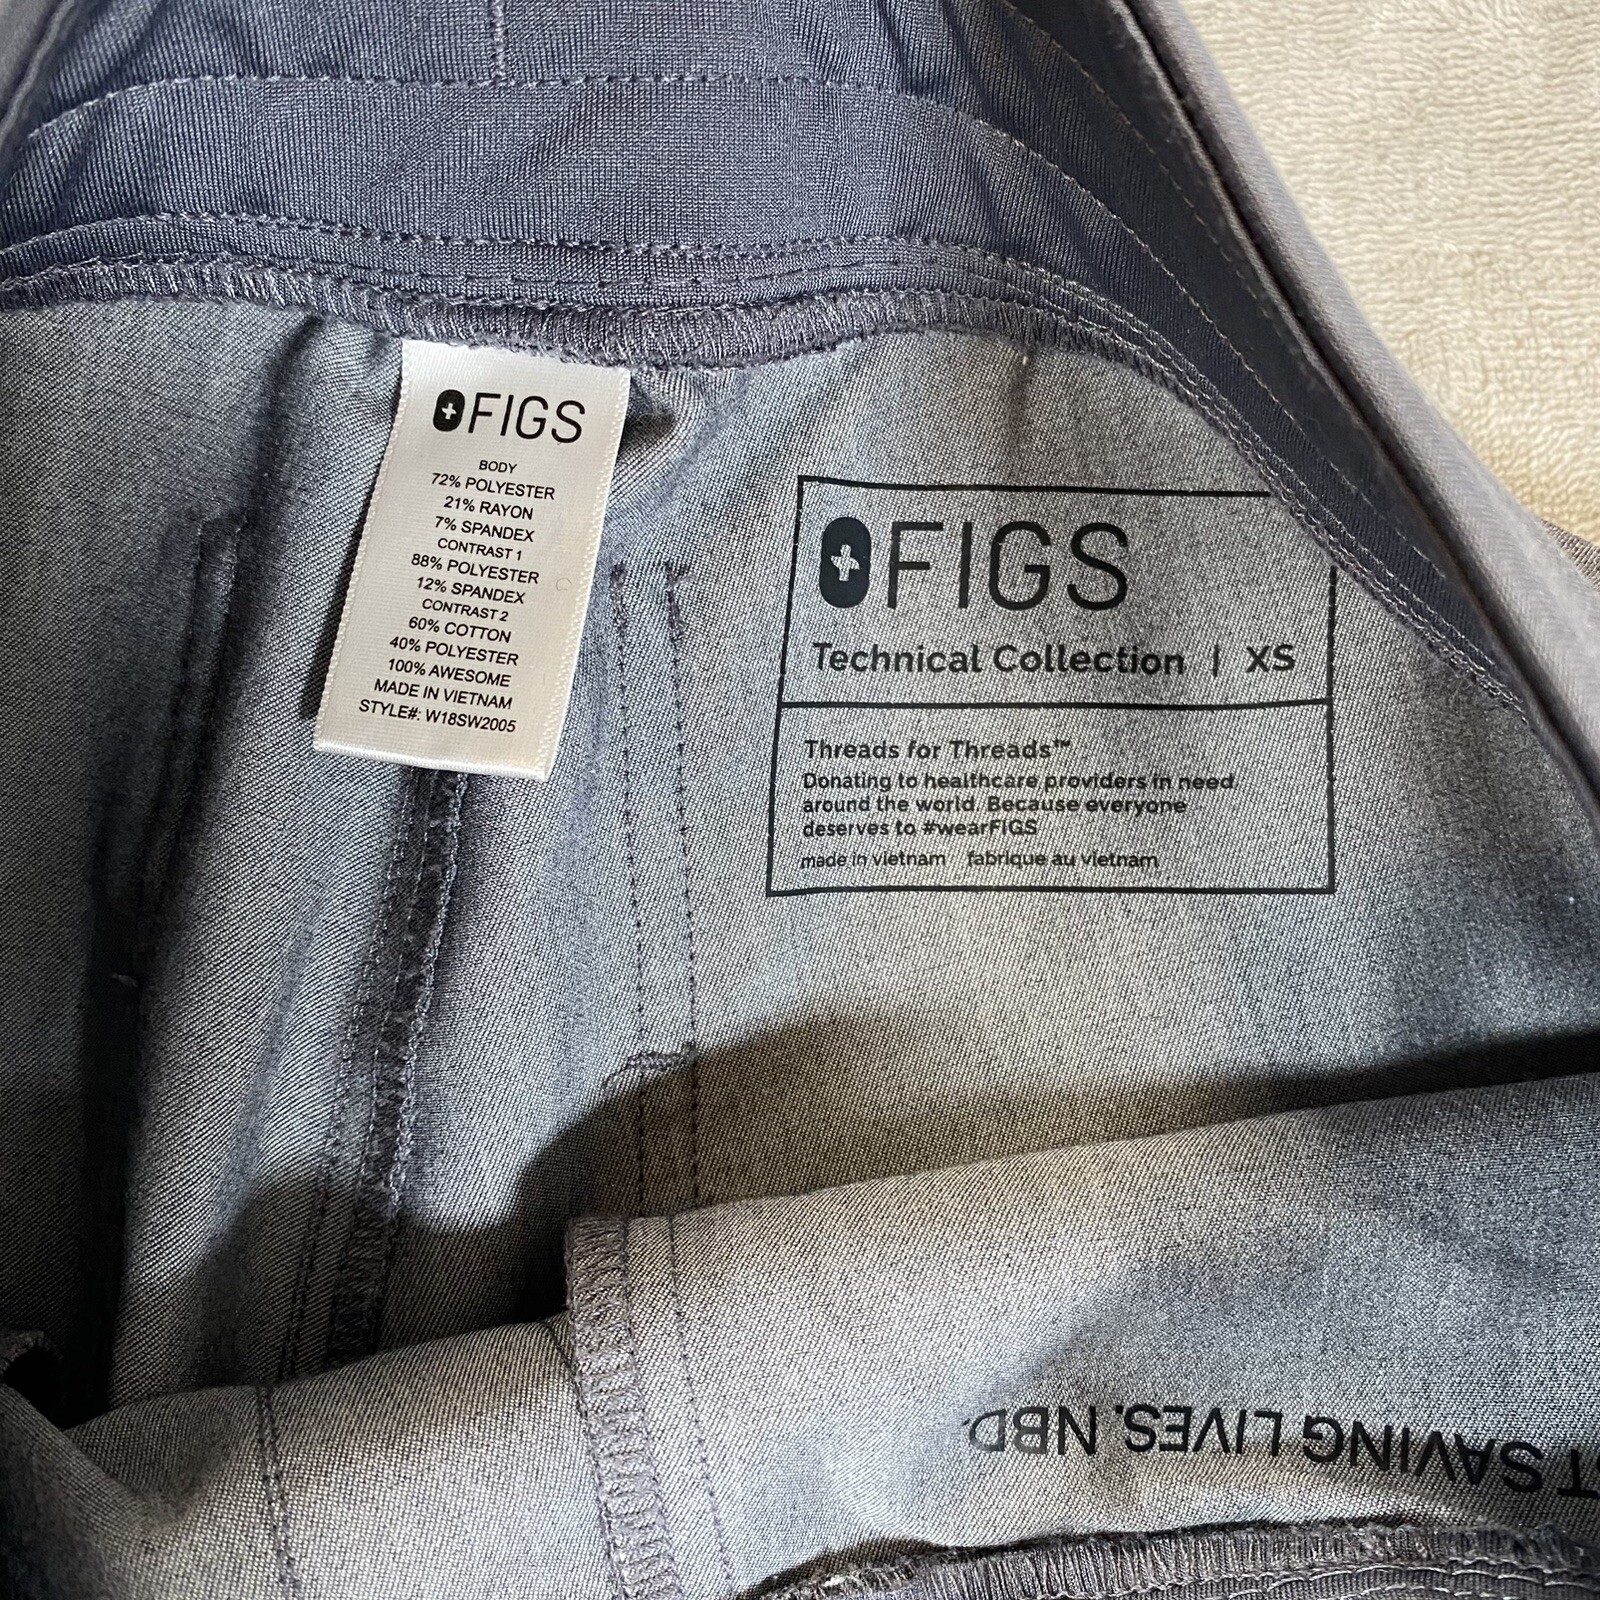 FIGS
BODY
72% POLYESTER
21% RAYON
7% SPANDEX
CONTRAST 1
88% POLYESTER
12% SPANDEX
CONTRAST 2
60% COTTON
40% POLYESTER
100% AWESOME
MADE IN VIETNAM
STYLE#: W18SW2005
FIGS
Technical Collection | XS
Threads for Threads™
Donating to healthcare providers in need
around the world. Because everyone
deserves to #wearFIGS
made in vietnam fabrique au vietnam
SAVING LIVES. NBD.